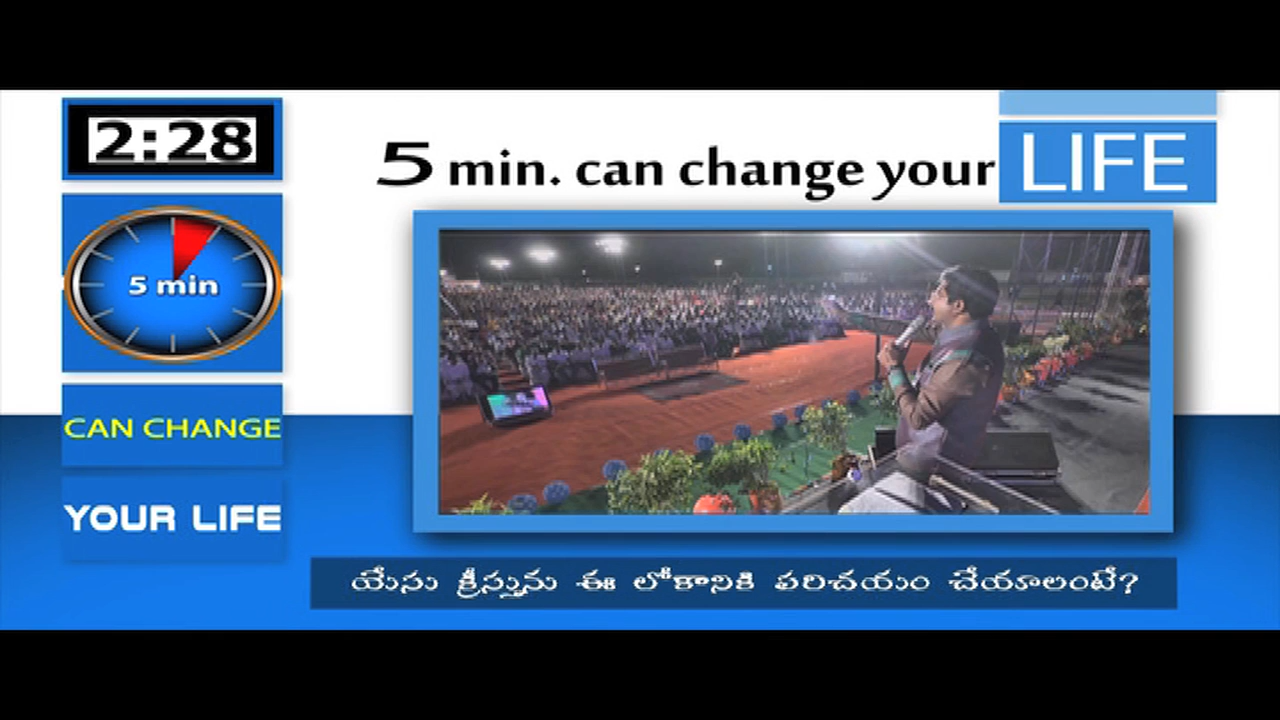 2:28
5 min. can change your LIFE
5 min
CAN CHANGE
YOUR LIFE
యేసు క్రీస్తును ఈ లోకానికి పరిచయం చేయాలంటే?